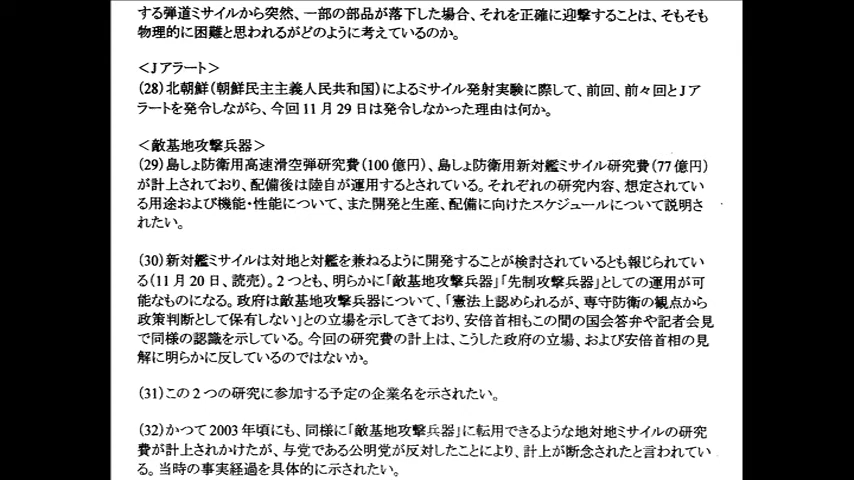 する弾道ミサイルから突然、一部の部品が落下した場合、それを正確に迎撃することは、そもそも
物理的に困難と思われるがどのように考えているのか。
＜Jアラート＞
(28)北朝鮮(朝鮮民主主義人民共和国)によるミサイル発射実験に際して、前回、前々回とJア
ラートを発令しながら、今回11月29日は発令しなかった理由は何か。
＜敵基地攻撃兵器＞
(29)島しょ防衛用高速滑空弾研究費(100億円)、島しょ防衛用新対艦ミサイル研究費(77億円)
が計上されており、配備後は陸自が運用するとされている。それぞれの研究内容、想定されてい
る用途および機能・性能について、また開発と生産、配備に向けたスケジュールについて説明さ
れたい。
(30)新対艦ミサイルは対地と対艦を兼ねるように開発することが検討されているとも報じられてい
る(11月20日、読売)。2つとも、明らかに「敵基地攻撃兵器」「先制攻撃兵器」としての運用が可
能なものになる。政府は敵基地攻撃兵器について、「憲法上認められるが、専守防衛の観点から
政策判断として保有しない」との立場を示してきており、安倍首相もこの間の国会答弁や記者会見
で同様の認識を示している。今回の研究費の計上は、こうした政府の立場、および安倍首相の見
解に明らかに反しているのではないか。
(31)この2つの研究に参加する予定の企業名を示されたい。
(32)かつて2003年頃にも、同様に「敵基地攻撃兵器」に転用できるような地対地ミサイルの研究
費が計上されかけたが、与党である公明党が反対したことにより、計上が断念されたと言われてい
る。当時の事実経過を具体的に示されたい。